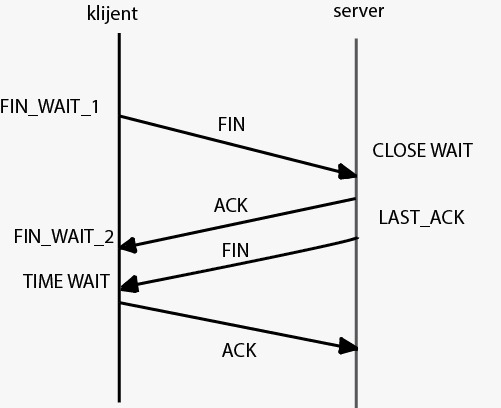 klijent
server
FIN_WAIT_1
FIN
CLOSE WAIT
ACK
LAST_ACK
FIN_WAIT_2
FIN
TIME WAIT
ACK